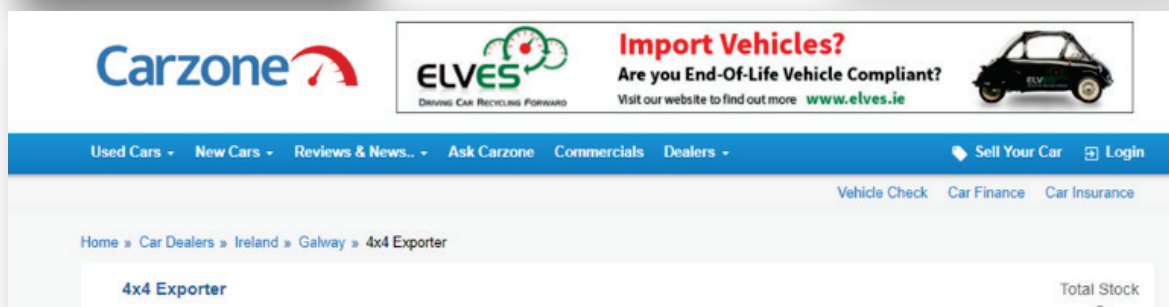 Carzone
ELVES
DRIVING CAR RECYCLING FORWARD
Import Vehicles?
Are you End-Of-Life Vehicle Compliant?
Visit our website to find out more www.elves.ie
Used Cars New Cars Reviews & News.. Ask Carzone Commercials Dealers Sell Your Car Login
Vehicle Check Car Finance Car Insurance
Home » Car Dealers » Ireland » Galway » 4x4 Exporter
4x4 Exporter Total Stock